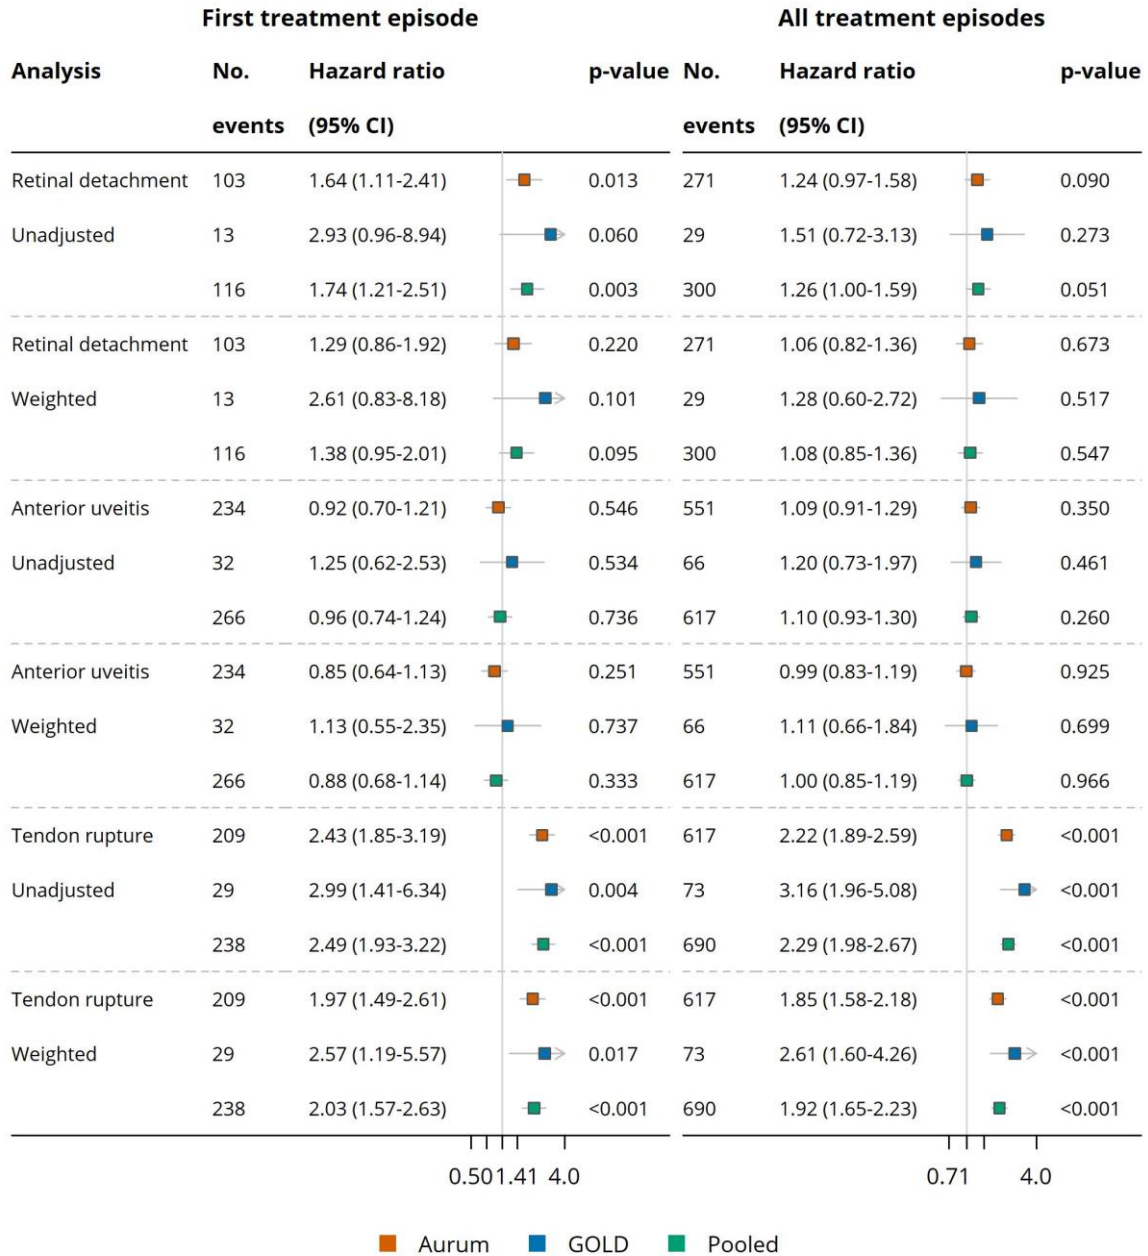 First treatment episode All treatment episodes
Analysis No. Hazard ratio p-value No. Hazard ratio p-value
events (95% CI) events (95% CI)
Retinal detachment 103 1.64 (1.11-2.41) 0.013 271 1.24 (0.97-1.58) 0.090
Unadjusted 13 2.93 (0.96-8.94) 0.060 29 1.51 (0.72-3.13) 0.273
116 1.74 (1.21-2.51) 0.003 300 1.26 (1.00-1.59) 0.051
Retinal detachment 103 1.29 (0.86-1.92) 0.220 271 1.06 (0.82-1.36) 0.673
Weighted 13 2.61 (0.83-8.18) 0.101 29 1.28 (0.60-2.72) 0.517
116 1.38 (0.95-2.01) 0.095 300 1.08 (0.85-1.36) 0.547
Anterior uveitis 234 0.92 (0.70-1.21) 0.546 551 1.09 (0.91-1.29) 0.350
Unadjusted 32 1.25 (0.62-2.53) 0.534 66 1.20 (0.73-1.97) 0.461
266 0.96 (0.74-1.24) 0.736 617 1.10 (0.93-1.30) 0.260
Anterior uveitis 234 0.85 (0.64-1.13) 0.251 551 0.99 (0.83-1.19) 0.925
Weighted 32 1.13 (0.55-2.35) 0.737 66 1.11 (0.66-1.84) 0.699
266 0.88 (0.68-1.14) 0.333 617 1.00 (0.85-1.19) 0.966
Tendon rupture 209 2.43 (1.85-3.19) <0.001 617 2.22 (1.89-2.59) <0.001
Unadjusted 29 2.99 (1.41-6.34) 0.004 73 3.16 (1.96-5.08) <0.001
238 2.49 (1.93-3.22) <0.001 690 2.29 (1.98-2.67) <0.001
Tendon rupture 209 1.97 (1.49-2.61) <0.001 617 1.85 (1.58-2.18) <0.001
Weighted 29 2.57 (1.19-5.57) 0.017 73 2.61 (1.60-4.26) <0.001
238 2.03 (1.57-2.63) <0.001 690 1.92 (1.65-2.23) <0.001
0.50 1.41 4.0 0.71 4.0
Aurum GOLD Pooled